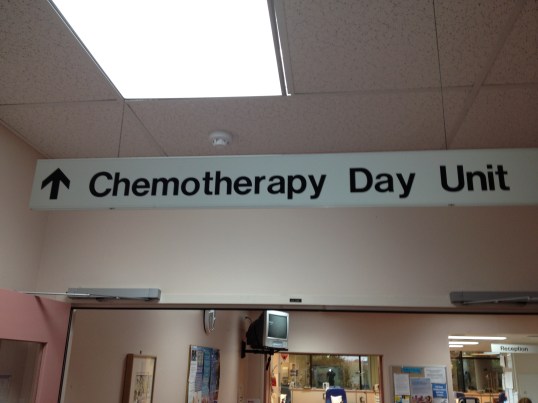 Chemotherapy Day Unit
Reception